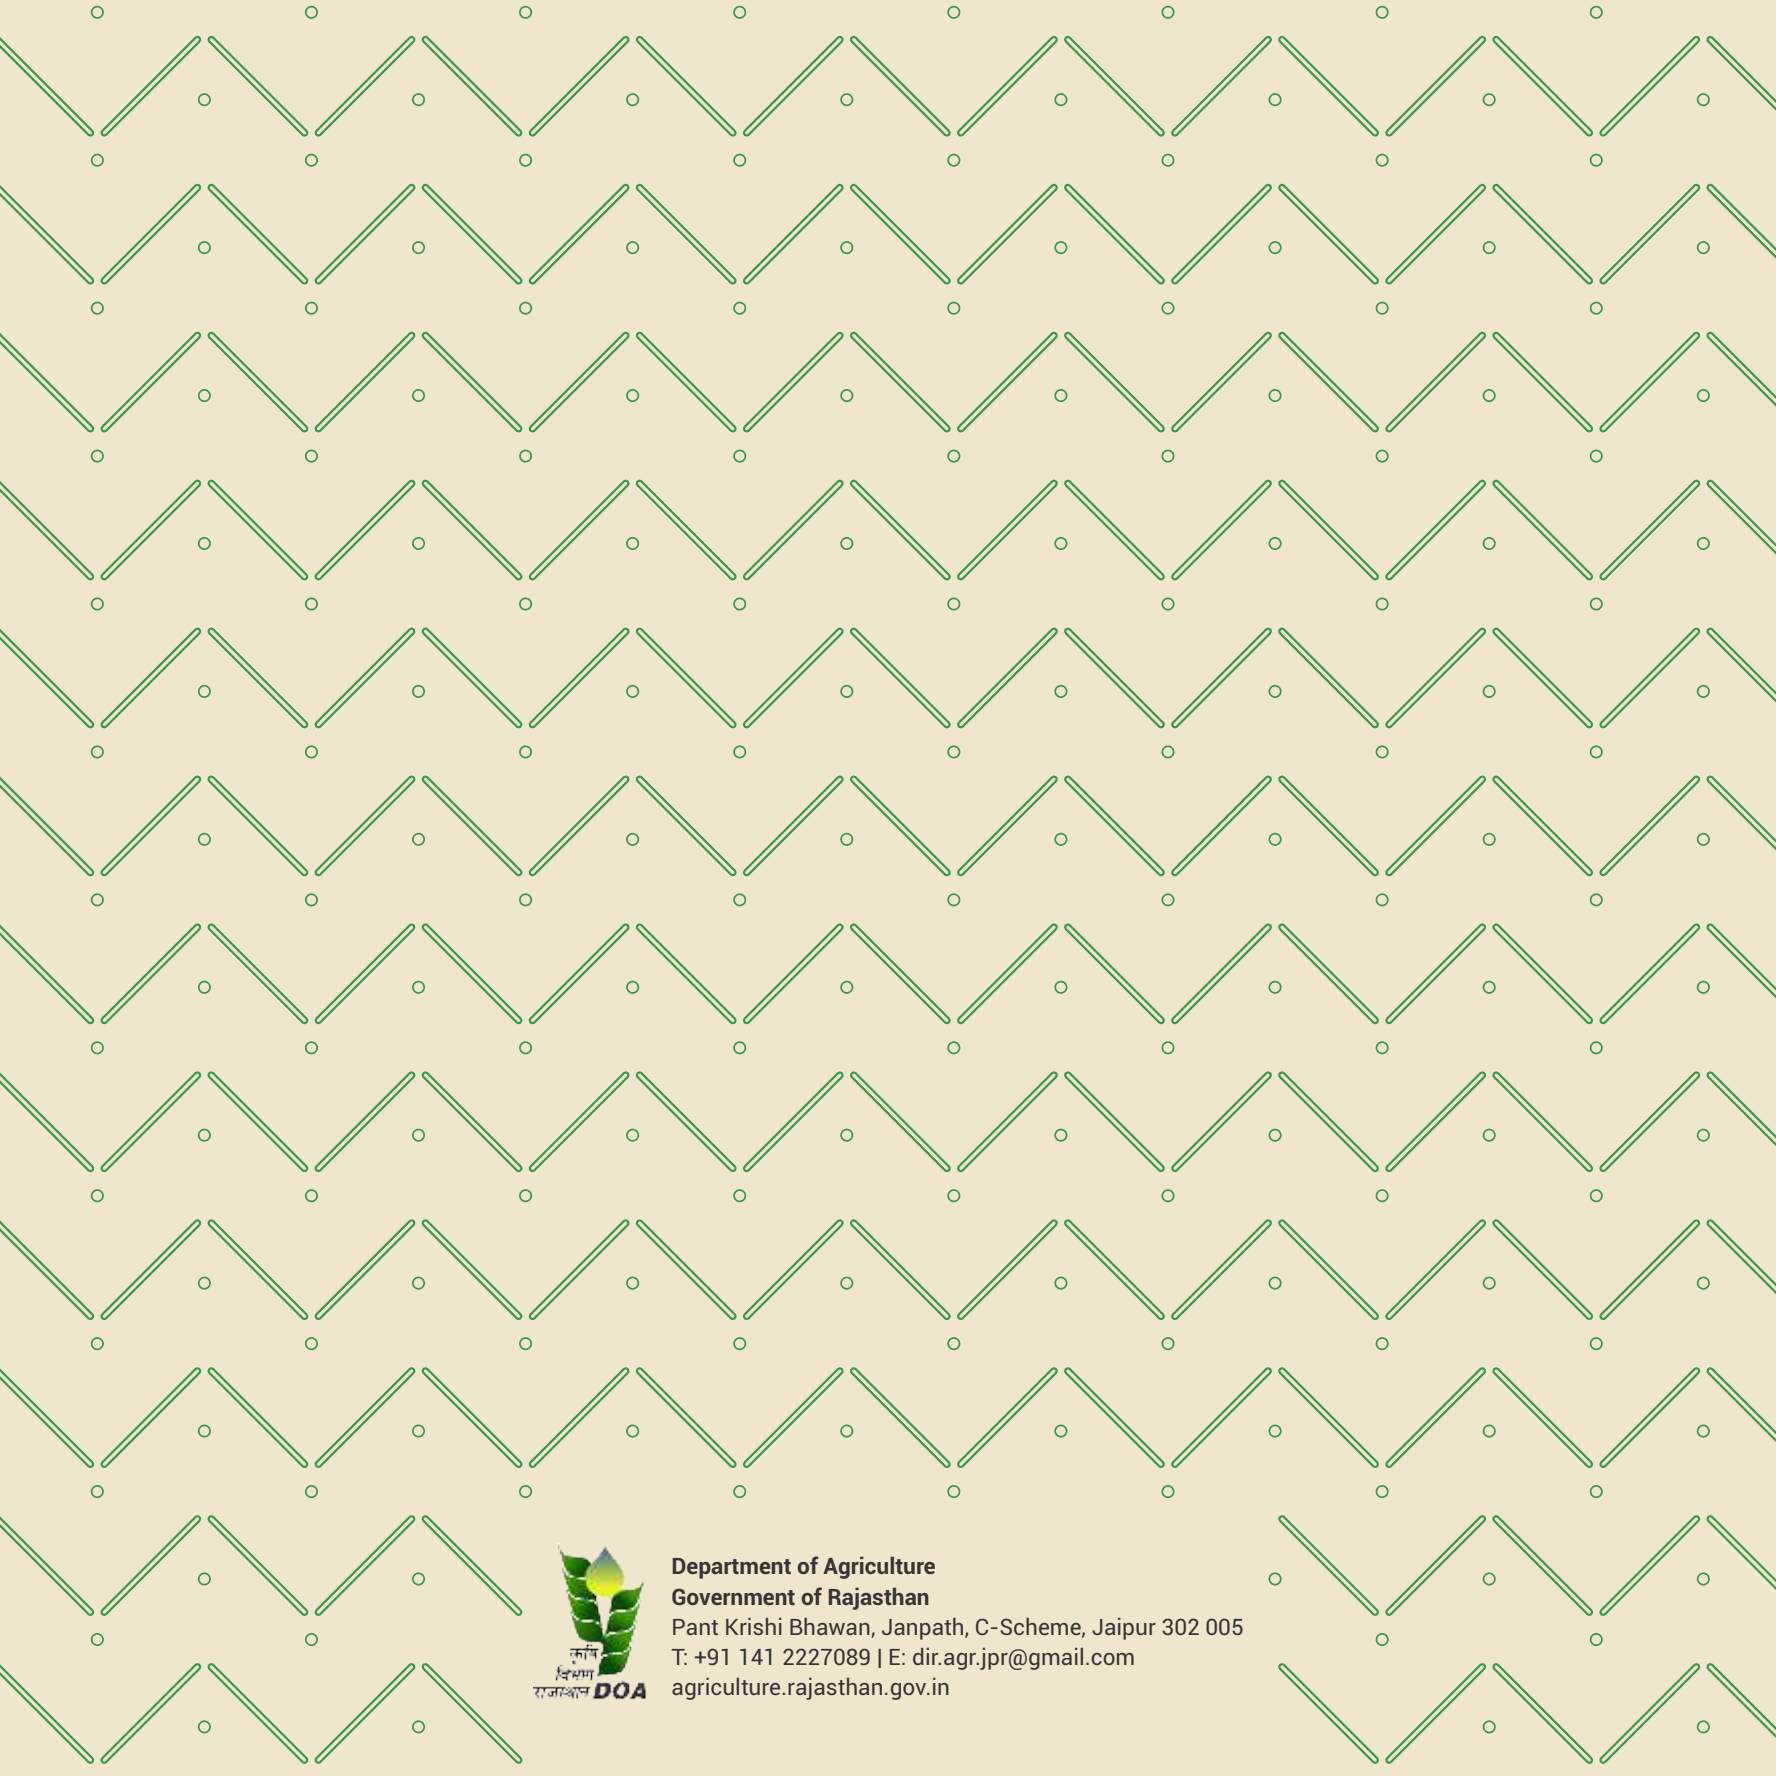 Department of Agriculture
Government of Rajasthan
Pant Krishi Bhawan, Janpath, C-Scheme, Jaipur 302 005
T: +91 141 2227089 | E: dir.agr.jpr@gmail.com
agriculture.rajasthan.gov.in
कृषि
विभाग
राजस्थान DOA